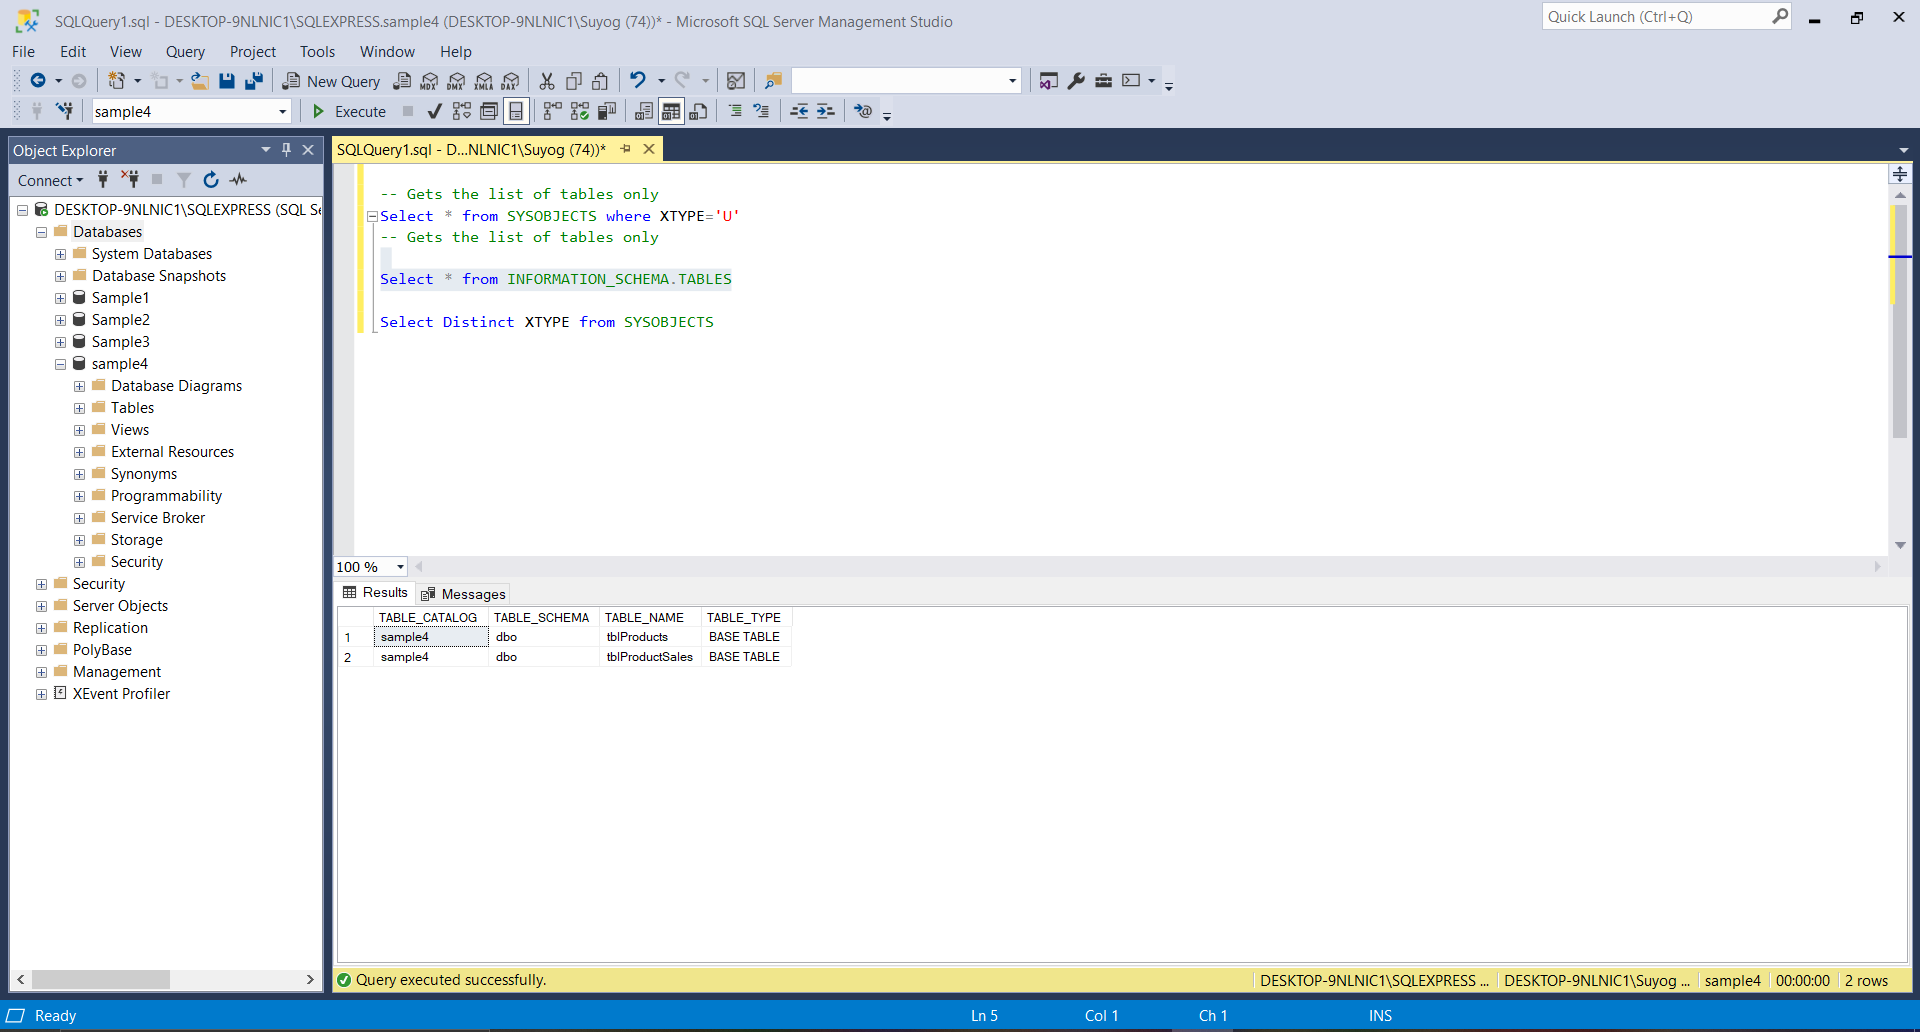 SQLQuery1.sql - DESKTOP-9NLNIC1\SQLEXPRESS.sample4 (DESKTOP-9NLNIC1\Suyog (74))* - Microsoft SQL Server Management Studio
Quick Launch (Ctrl+Q)
File Edit View Query Project Tools Window Help
New Query MDX DMX XMLA DAX
sample4 Execute
Object Explorer
Connect
DESKTOP-9NLNIC1\SQLEXPRESS (SQL Se
Databases
System Databases
Database Snapshots
Sample1
Sample2
Sample3
sample4
Database Diagrams
Tables
Views
External Resources
Synonyms
Programmability
Service Broker
Storage
Security
Security
Server Objects
Replication
PolyBase
Management
XEvent Profiler
SQLQuery1.sql - D...NLNIC1\Suyog (74))*
-- Gets the list of tables only
Select * from SYSOBJECTS where XTYPE='U'
-- Gets the list of tables only
Select * from INFORMATION_SCHEMA.TABLES
Select Distinct XTYPE from SYSOBJECTS
100 %
Results Messages
TABLE_CATALOG TABLE_SCHEMA TABLE_NAME TABLE_TYPE
1 sample4 dbo tblProducts BASE TABLE
2 sample4 dbo tblProductSales BASE TABLE
Query executed successfully. DESKTOP-9NLNIC1\SQLEXPRESS ... DESKTOP-9NLNIC1\Suyog ... sample4 00:00:00 2 rows
Ready Ln 5 Col 1 Ch 1 INS